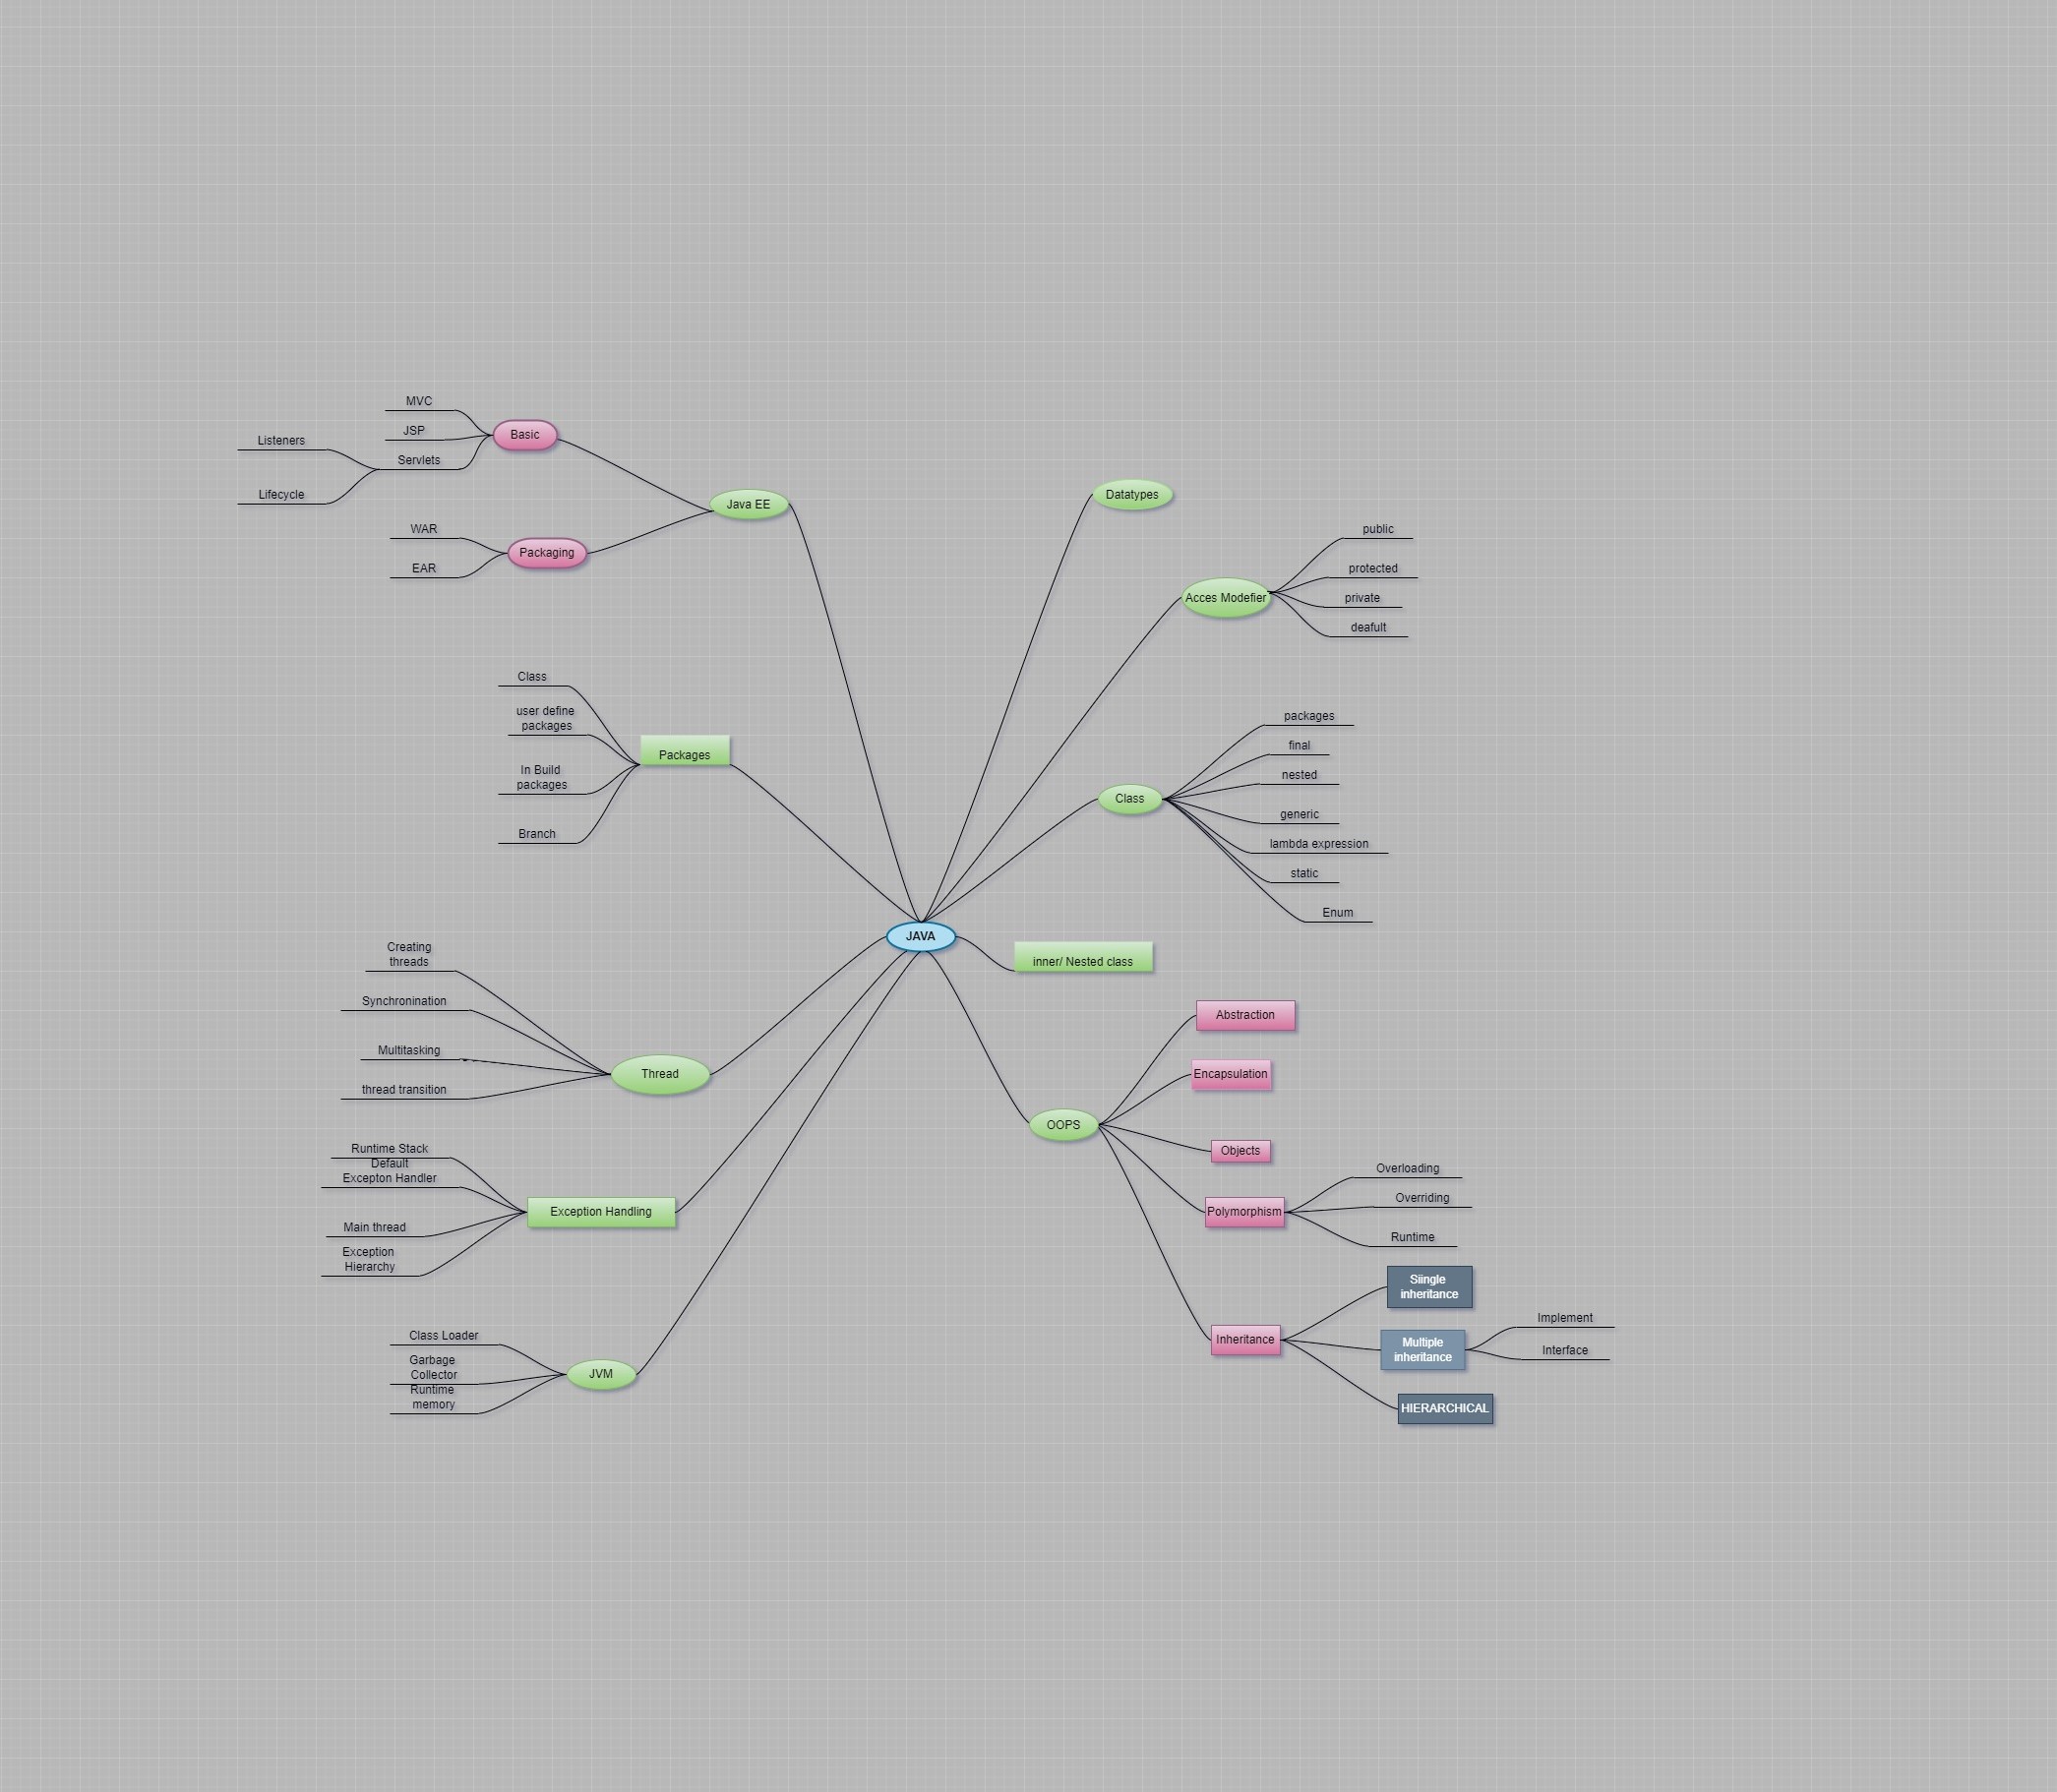 MVC
JSP
Servlets
Listeners
Lifecycle
Basic
WAR
EAR
Packaging
Java EE
Class
user define
packages
In Build
packages
Branch
Packages
Creating
threads
Synchronination
Multitasking
thread transition
Thread
Runtime Stack
Default
Excepton Handler
Main thread
Exception
Hierarchy
Exception Handling
Class Loader
Garbage
Collector
Runtime
memory
JVM
JAVA
Datatypes
Acces Modefier
public
protected
private
deafult
Class
packages
final
nested
generic
lambda expression
static
Enum
inner/ Nested class
OOPS
Abstraction
Encapsulation
Objects
Polymorphism
Overloading
Overriding
Runtime
Inheritance
Siingle
inheritance
Multiple
inheritance
Implement
Interface
HIERARCHICAL